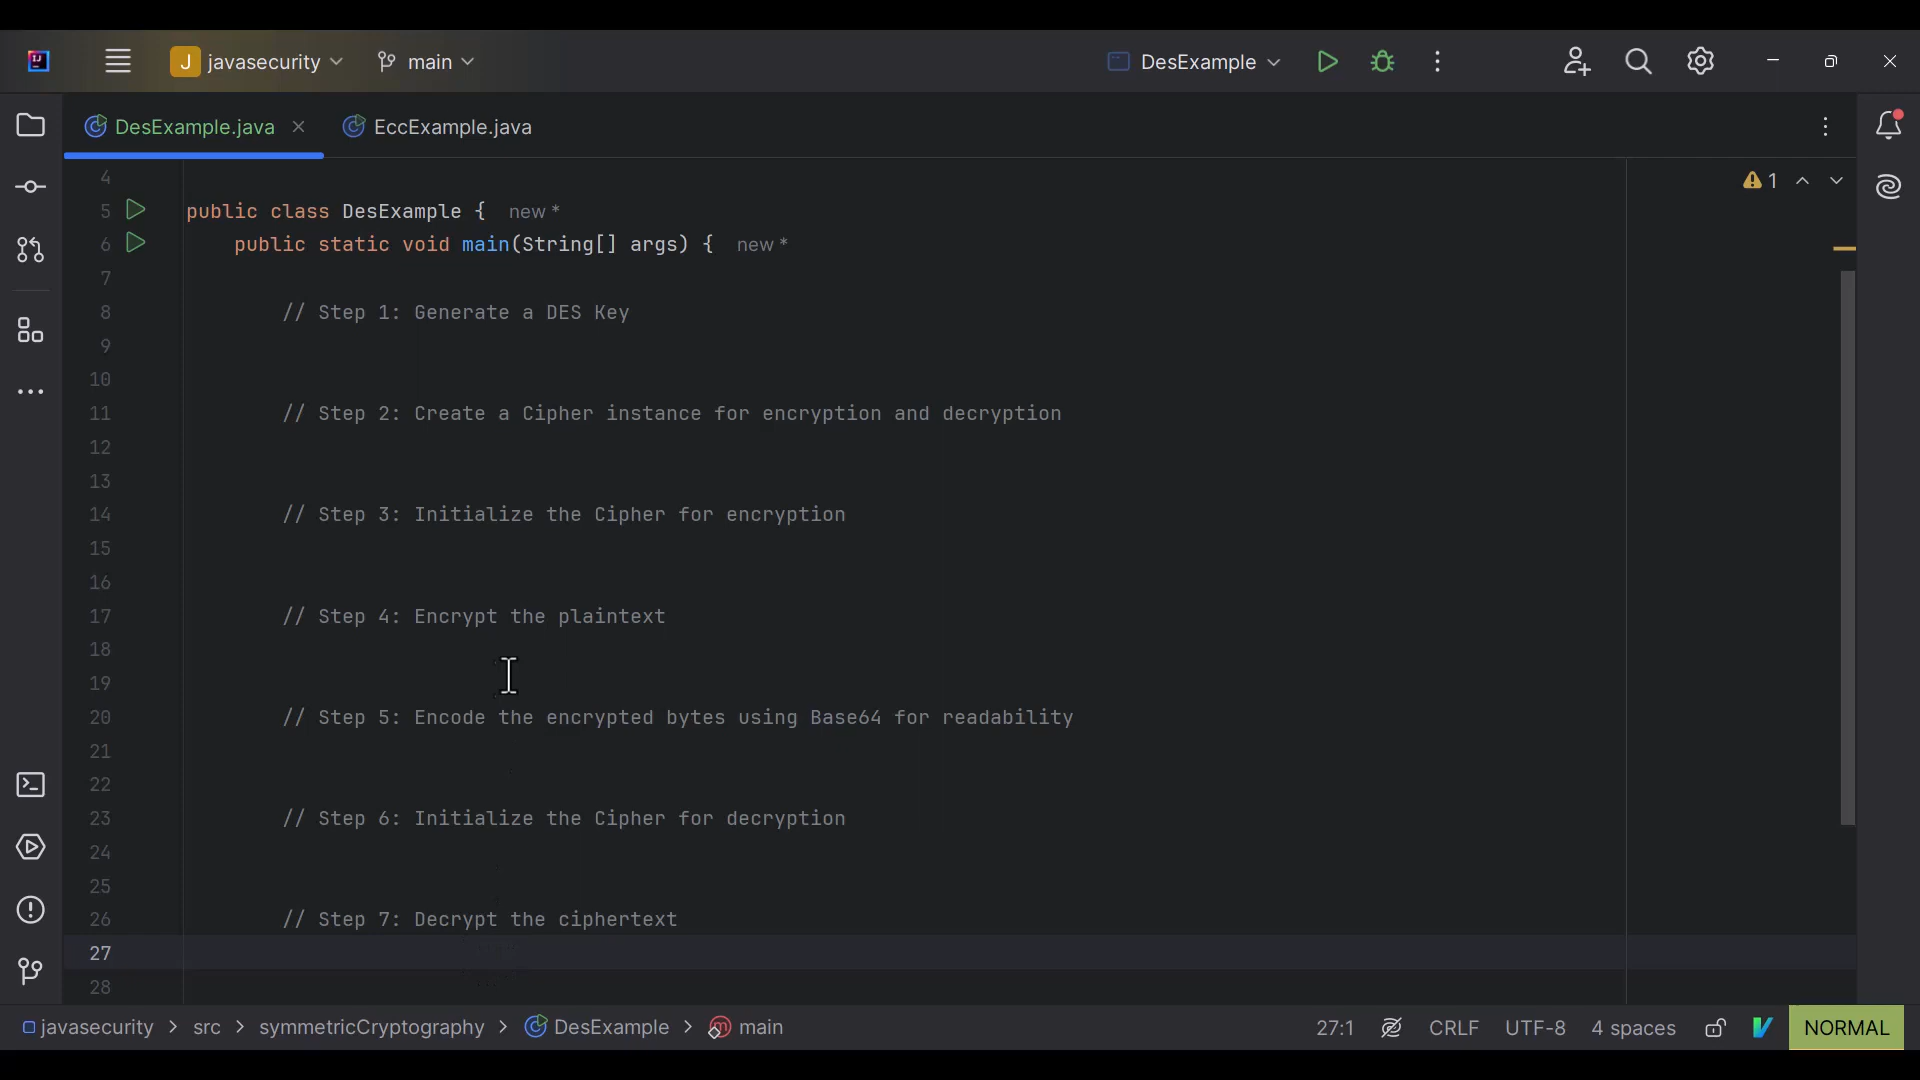 IJ
J javasecurity
main
DesExample
DesExample.java
EccExample.java
1
4
5 public class DesExample { new *
6 public static void main(String[] args) { new *
7
8 // Step 1: Generate a DES Key
9
10
11 // Step 2: Create a Cipher instance for encryption and decryption
12
13
14 // Step 3: Initialize the Cipher for encryption
15
16
17 // Step 4: Encrypt the plaintext
18
19
20 // Step 5: Encode the encrypted bytes using Base64 for readability
21
22
23 // Step 6: Initialize the Cipher for decryption
24
25
26 // Step 7: Decrypt the ciphertext
27
28
javasecurity > src > symmetricCryptography > DesExample > main
27:1 CRLF UTF-8 4 spaces NORMAL